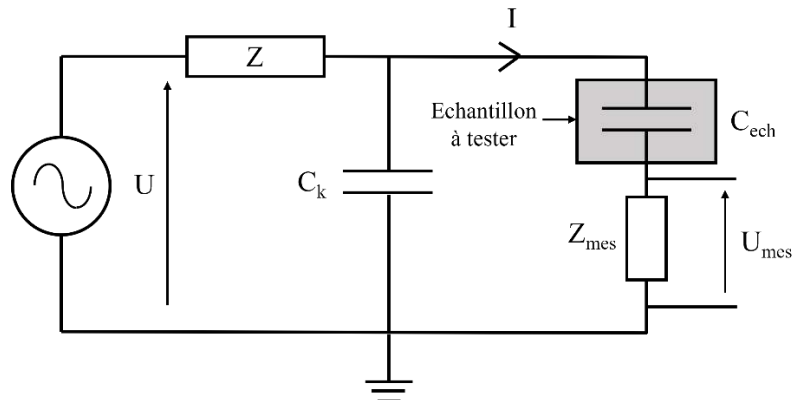 I
Z
Echantillon
à tester
C_ech
U
C_k
Z_mes
U_mes